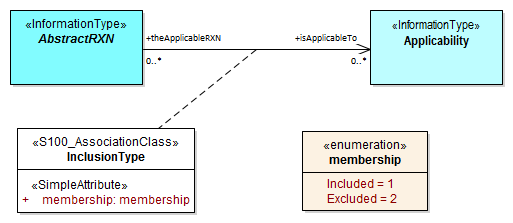 «InformationType»
AbstractRXN
+theApplicableRXN
0..*
+isApplicableTo
0..*
«InformationType»
Applicability
«S100_AssociationClass»
InclusionType
«SimpleAttribute»
+ membership: membership
«enumeration»
membership
Included = 1
Excluded = 2